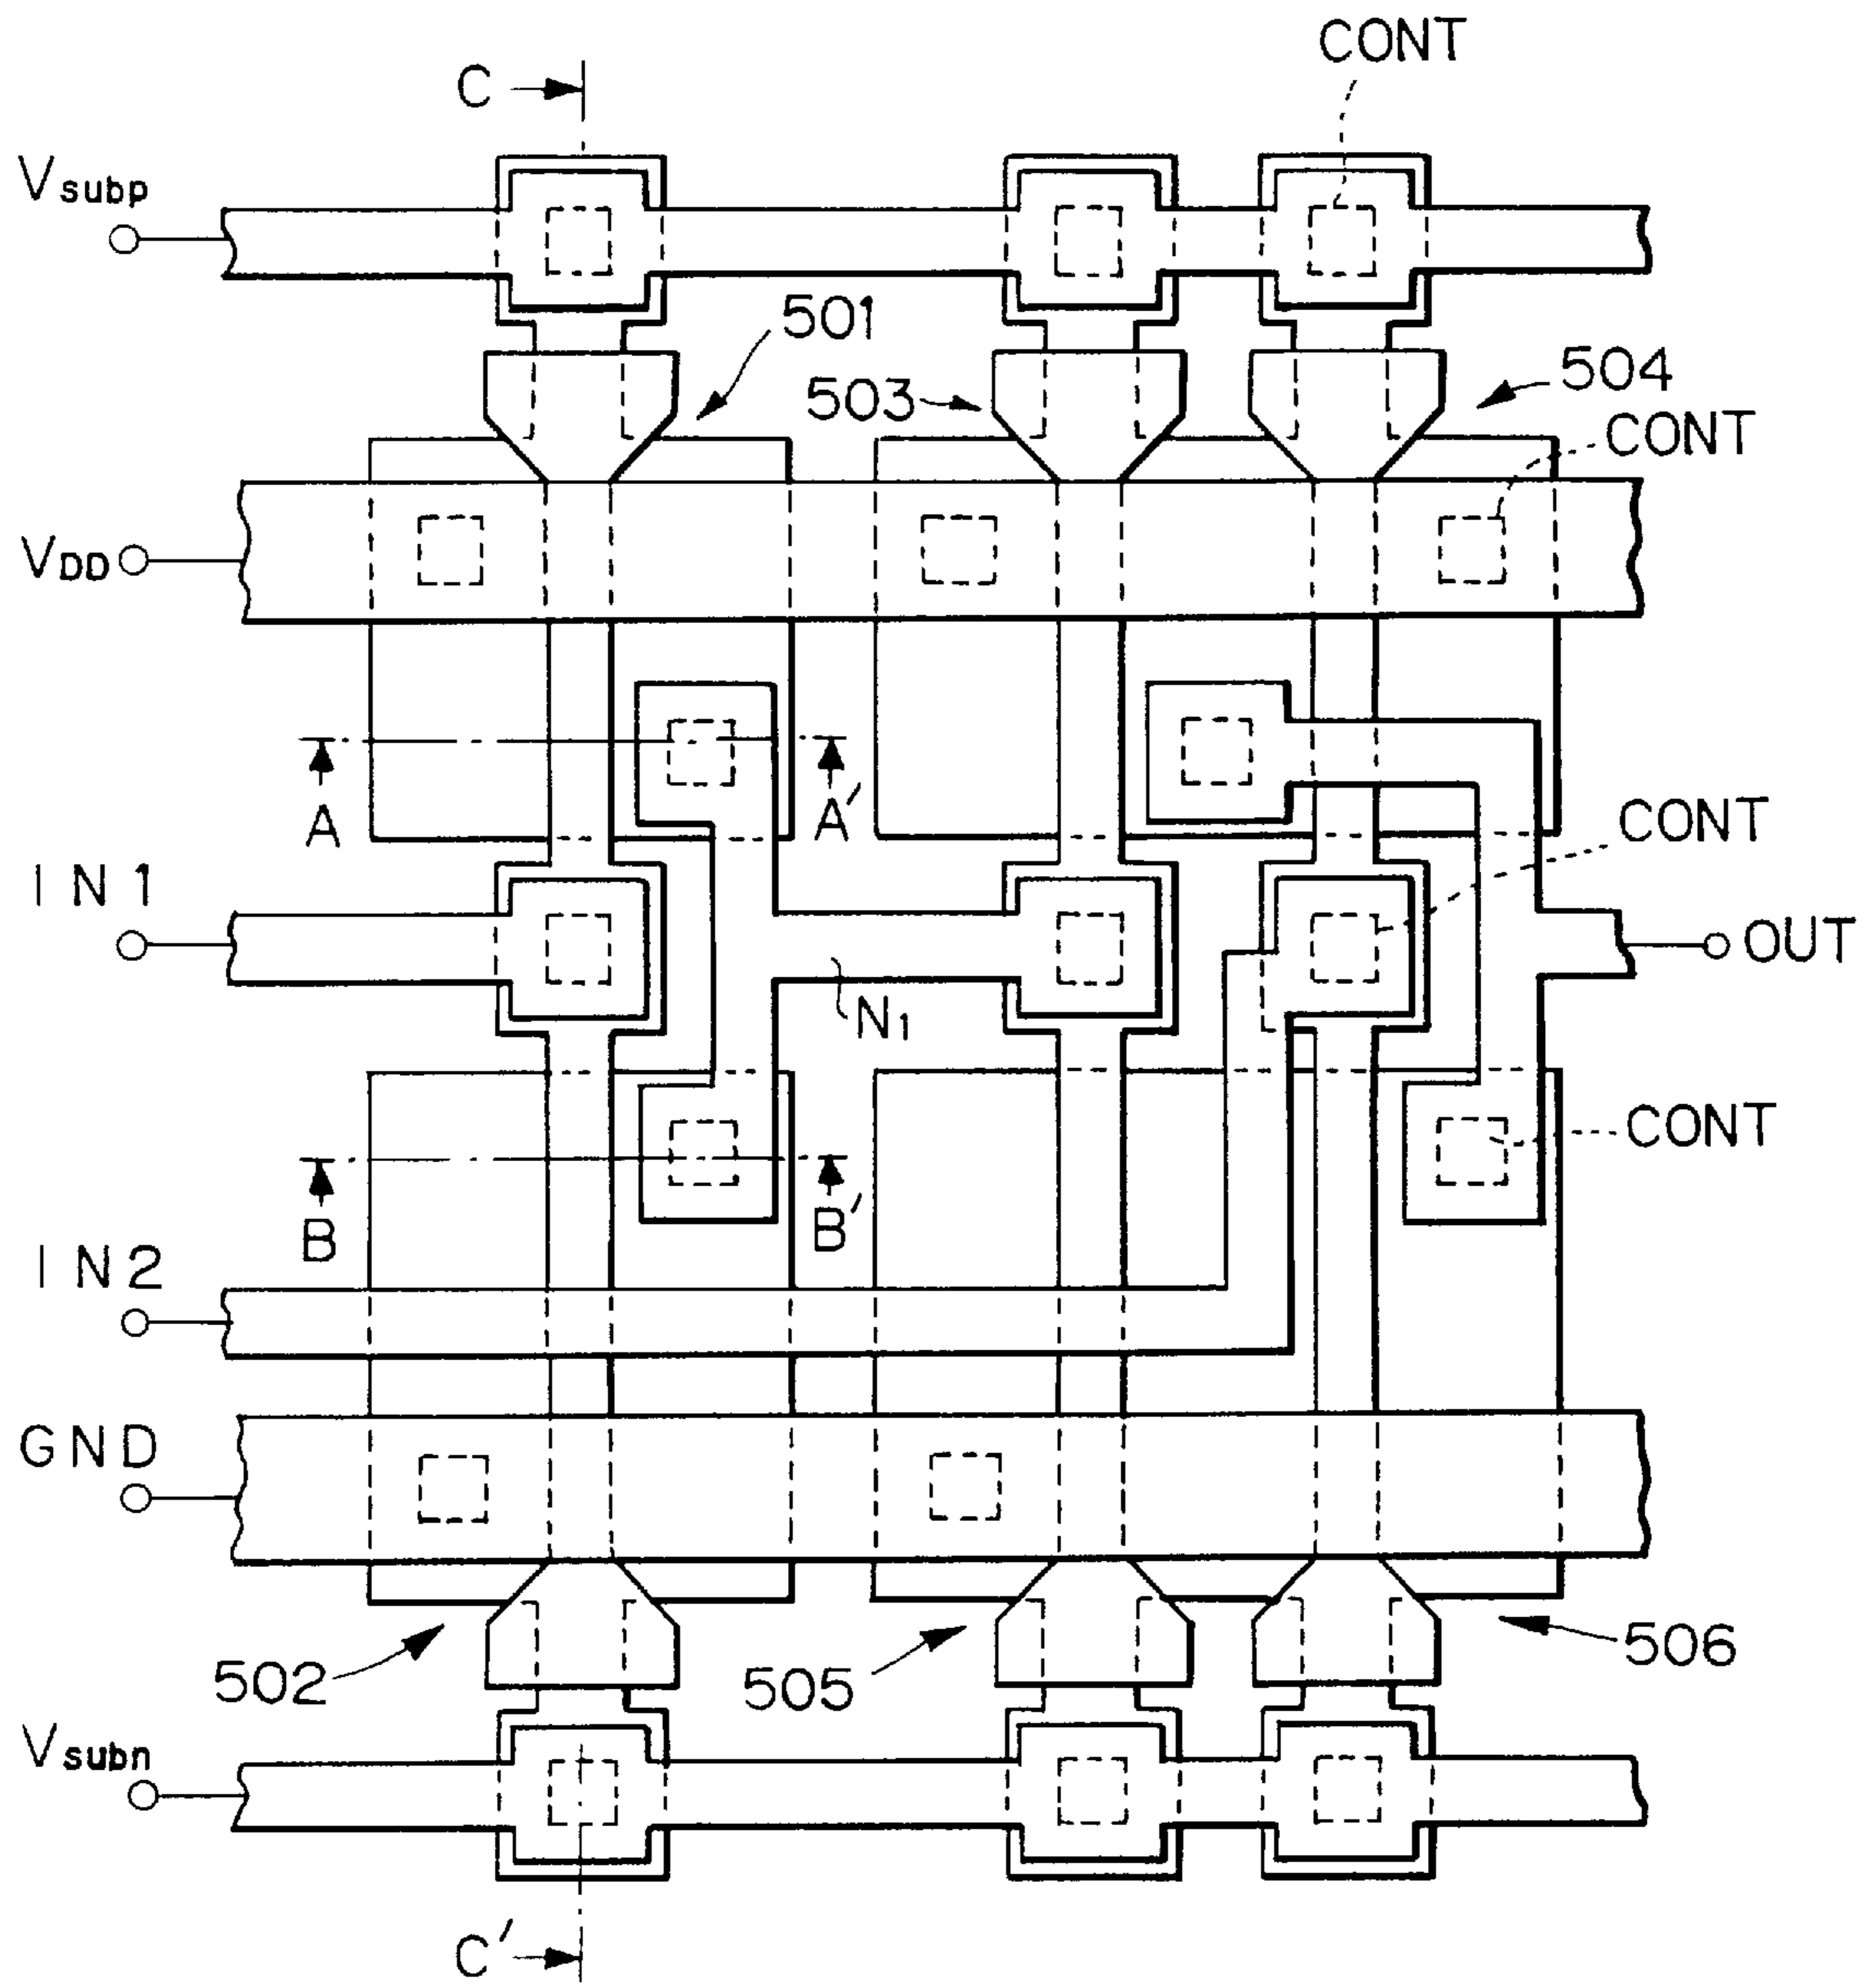 CONT
C
Vsubp
501
503
504
CONT
VDD
A
A′
CONT
IN1
OUT
N1
CONT
B
B′
IN2
GND
502
505
506
Vsubn
C′